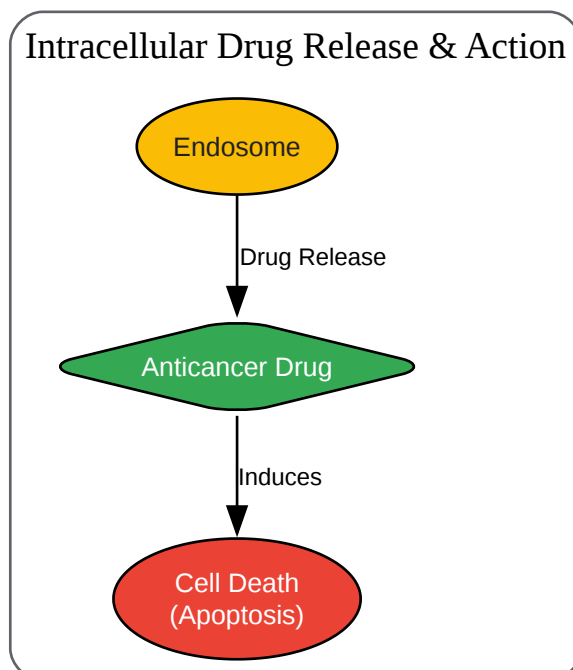 Intracellular Drug Release & Action
Endosome
Drug Release
Anticancer Drug
Induces
Cell Death
(Apoptosis)